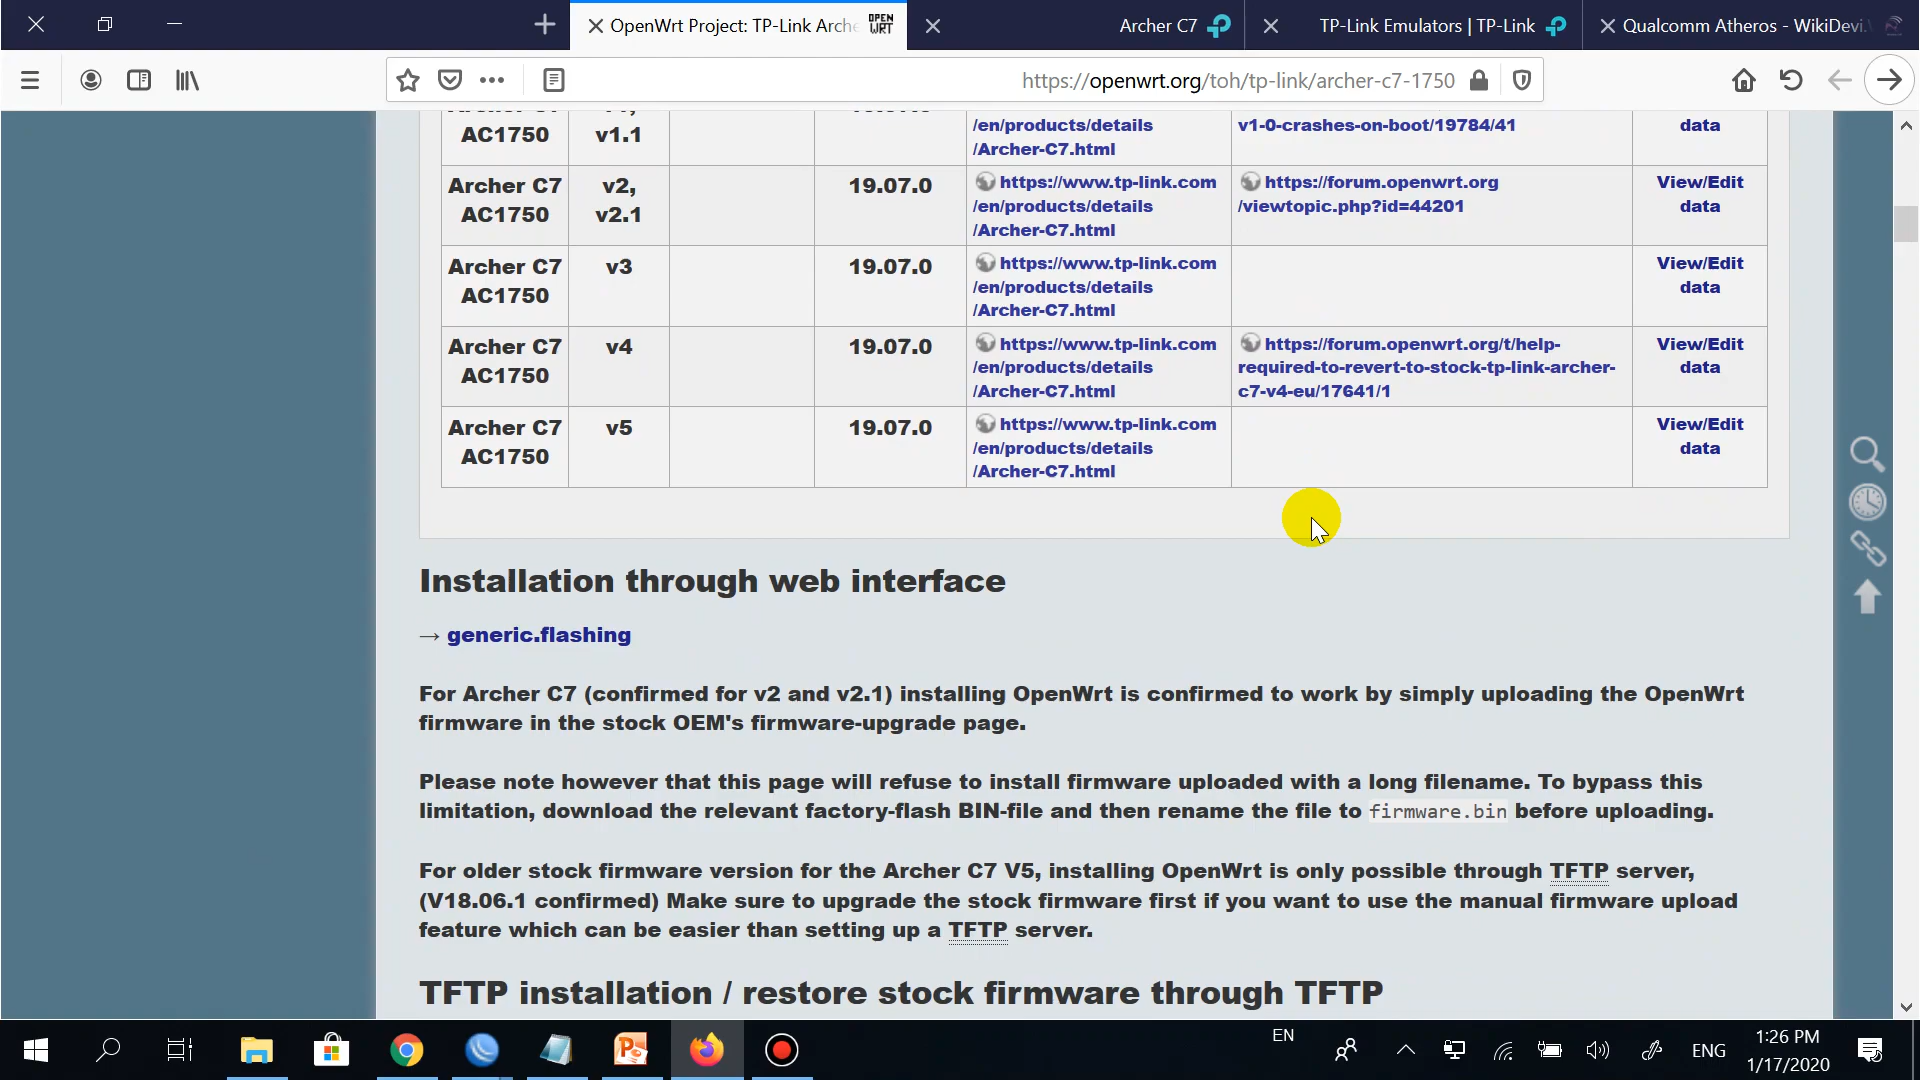 OpenWrt Project: TP-Link Arche OPEN WRT
Archer C7
TP-Link Emulators | TP-Link
Qualcomm Atheros - WikiDevi.
https://openwrt.org/toh/tp-link/archer-c7-1750
AC1750 v1.1 /en/products/details v1-0-crashes-on-boot/19784/41 data
/Archer-C7.html
Archer C7 v2, 19.07.0 https://www.tp-link.com https://forum.openwrt.org View/Edit
AC1750 v2.1 /en/products/details /viewtopic.php?id=44201 data
/Archer-C7.html
Archer C7 v3 19.07.0 https://www.tp-link.com View/Edit
AC1750 /en/products/details data
/Archer-C7.html
Archer C7 v4 19.07.0 https://www.tp-link.com https://forum.openwrt.org/t/help- View/Edit
AC1750 /en/products/details required-to-revert-to-stock-tp-link-archer- data
/Archer-C7.html c7-v4-eu/17641/1
Archer C7 v5 19.07.0 https://www.tp-link.com View/Edit
AC1750 /en/products/details data
/Archer-C7.html
Installation through web interface
→ generic.flashing
For Archer C7 (confirmed for v2 and v2.1) installing OpenWrt is confirmed to work by simply uploading the OpenWrt
firmware in the stock OEM's firmware-upgrade page.
Please note however that this page will refuse to install firmware uploaded with a long filename. To bypass this
limitation, download the relevant factory-flash BIN-file and then rename the file to firmware.bin before uploading.
For older stock firmware version for the Archer C7 V5, installing OpenWrt is only possible through TFTP server,
(V18.06.1 confirmed) Make sure to upgrade the stock firmware first if you want to use the manual firmware upload
feature which can be easier than setting up a TFTP server.
TFTP installation / restore stock firmware through TFTP
EN
ENG
1:26 PM
1/17/2020